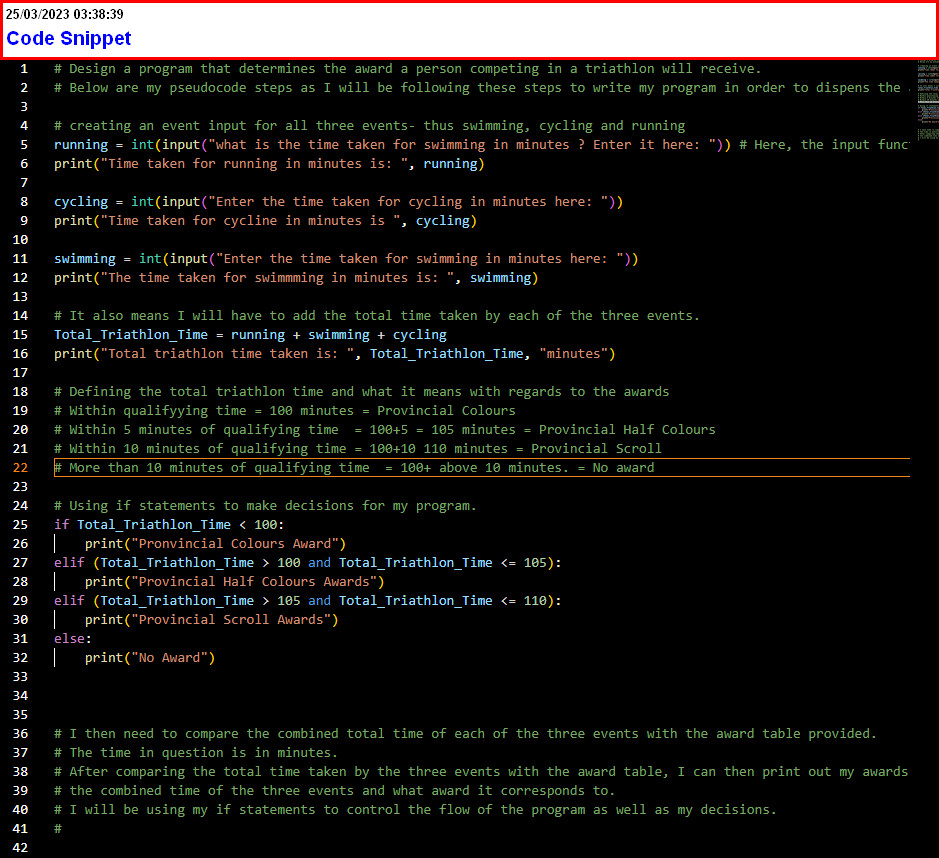 25/03/2023 03:38:39
Code Snippet
1 # Design a program that determines the award a person competing in a triathlon will receive.
2 # Below are my pseudocode steps as I will be following these steps to write my program in order to dispens the
3
4 # creating an event input for all three events- thus swimming, cycling and running
5 running = int(input("what is the time taken for swimming in minutes ? Enter it here: ")) # Here, the input func
6 print("Time taken for running in minutes is: ", running)
7
8 cycling = int(input("Enter the time taken for cycling in minutes here: "))
9 print("Time taken for cycline in minutes is ", cycling)
10
11 swimming = int(input("Enter the time taken for swimming in minutes here: "))
12 print("The time taken for swimmming in minutes is: ", swimming)
13
14 # It also means I will have to add the total time taken by each of the three events.
15 Total_Triathlon_Time = running + swimming + cycling
16 print("Total triathlon time taken is: ", Total_Triathlon_Time, "minutes")
17
18 # Defining the total triathlon time and what it means with regards to the awards
19 # Within qualifyying time = 100 minutes = Provincial Colours
20 # Within 5 minutes of qualifying time  = 100+5 = 105 minutes = Provincial Half Colours
21 # Within 10 minutes of qualifying time = 100+10 110 minutes = Provincial Scroll
22 # More than 10 minutes of qualifying time  = 100+ above 10 minutes. = No award
23
24 # Using if statements to make decisions for my program.
25 if Total_Triathlon_Time < 100:
26     print("Pronvincial Colours Award")
27 elif (Total_Triathlon_Time > 100 and Total_Triathlon_Time <= 105):
28     print("Provincial Half Colours Awards")
29 elif (Total_Triathlon_Time > 105 and Total_Triathlon_Time <= 110):
30     print("Provincial Scroll Awards")
31 else:
32     print("No Award")
33
34
35
36 # I then need to compare the combined total time of each of the three events with the award table provided.
37 # The time in question is in minutes.
38 # After comparing the total time taken by the three events with the award table, I can then print out my awards
39 # the combined time of the three events and what award it corresponds to.
40 # I will be using my if statements to control the flow of the program as well as my decisions.
41 #
42